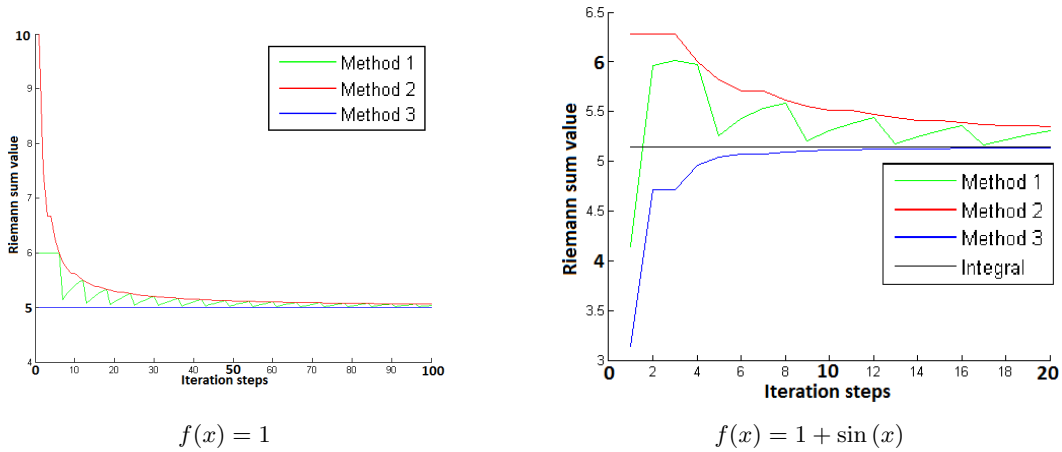 10
9
8
7
6
5
4
0
10
20
30
40
50
60
70
80
90
100
Riemann sum value
Iteration steps
Method 1
Method 2
Method 3
f(x) = 1
6.5
6
5.5
5
4.5
4
3.5
3
0
2
4
6
8
10
12
14
16
18
20
Riemann sum value
Iteration steps
Method 1
Method 2
Method 3
Integral
f(x) = 1 + sin (x)